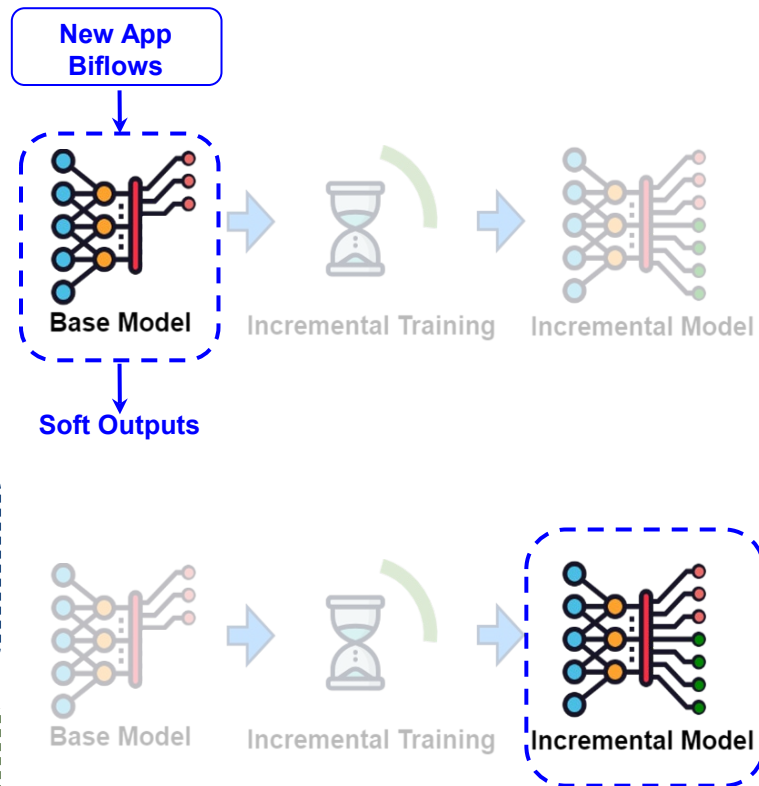 New App
Biflows
Base Model
Incremental Training
Incremental Model
Soft Outputs
Base Model
Incremental Training
Incremental Model